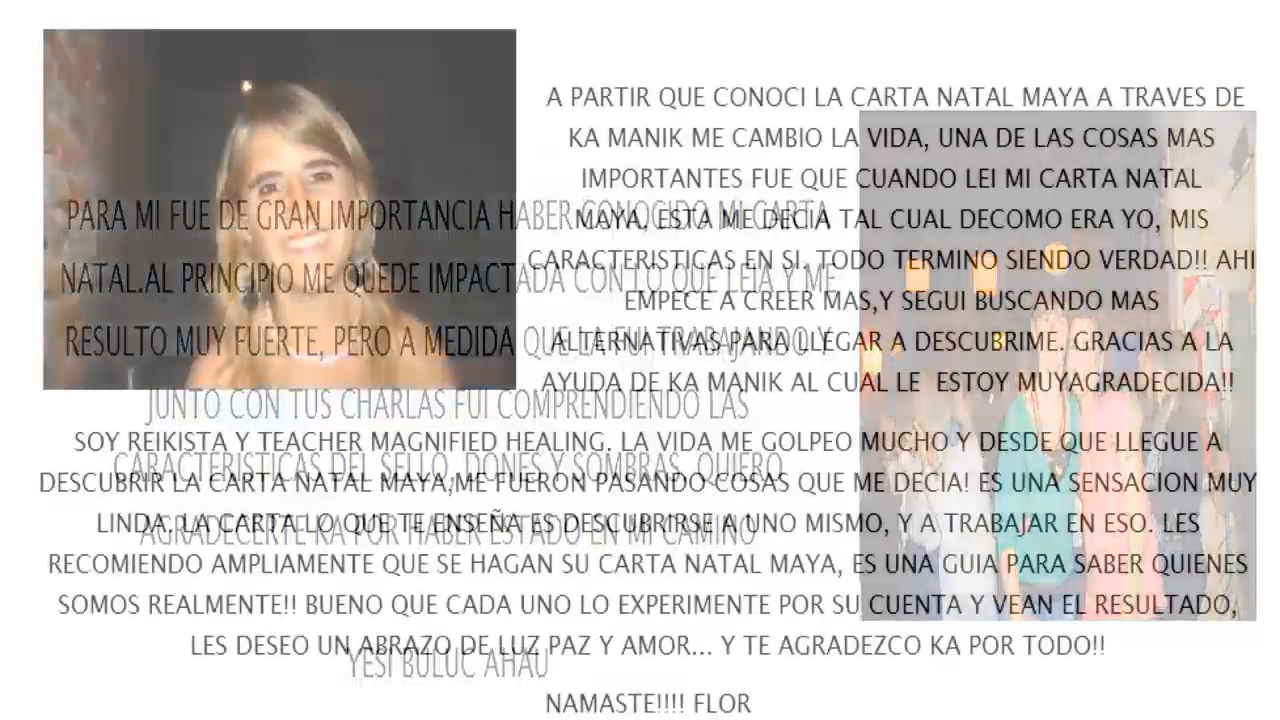 A PARTIR QUE CONOCI LA CARTA NATAL MAYA A TRAVES DE
KA MANIK ME CAMBIO LA VIDA, UNA DE LAS COSAS MAS
IMPORTANTES FUE QUE CUANDO LEI MI CARTA NATAL
MAYA, ESTA ME DECIA TAL CUAL DECOMO ERA YO, MIS
CARACTERISTICAS EN SI, TODO TERMINO SIENDO VERDAD!! AHI
EMPECE A CREER MAS,Y SEGUI BUSCANDO MAS
ALTERNATIVAS PARA LLEGAR A DESCUBRIME. GRACIAS A LA
AYUDA DE KA MANIK AL CUAL LE ESTOY MUYAGRADECIDA!!
SOY REIKISTA Y TEACHER MAGNIFIED HEALING. LA VIDA ME GOLPEO MUCHO Y DESDE QUE LLEGUE A
DESCUBRIR LA CARTA NATAL MAYA,ME FUERON PASANDO COSAS QUE ME DECIA! ES UNA SENSACION MUY
LINDA, LA CARTA LO QUE TE ENSEÑA ES DESCUBRIRSE A UNO MISMO, Y A TRABAJAR EN ESO. LES
RECOMIENDO AMPLIAMENTE QUE SE HAGAN SU CARTA NATAL MAYA, ES UNA GUIA PARA SABER QUIENES
SOMOS REALMENTE!! BUENO QUE CADA UNO LO EXPERIMENTE POR SU CUENTA Y VEAN EL RESULTADO,
LES DESEO UN ABRAZO DE LUZ PAZ Y AMOR... Y TE AGRADEZCO KA POR TODO!!
NAMASTE!!!! FLOR
PARA MI FUE DE GRAN IMPORTANCIA HABER CONOCIDO MI CARTA
NATAL.AL PRINCIPIO ME QUEDE IMPACTADA CON LO QUE LEIA Y ME
RESULTO MUY FUERTE, PERO A MEDIDA QUE LA FUI TRABAJANDO Y
JUNTO CON TUS CHARLAS FUI COMPRENDIENDO LAS
CARACTERISTICAS DEL SELLO, DONES Y SOMBRAS. QUIERO
AGRADECERTE KA POR HABER ESTADO EN MI CAMINO
YESI BULUC AHAU